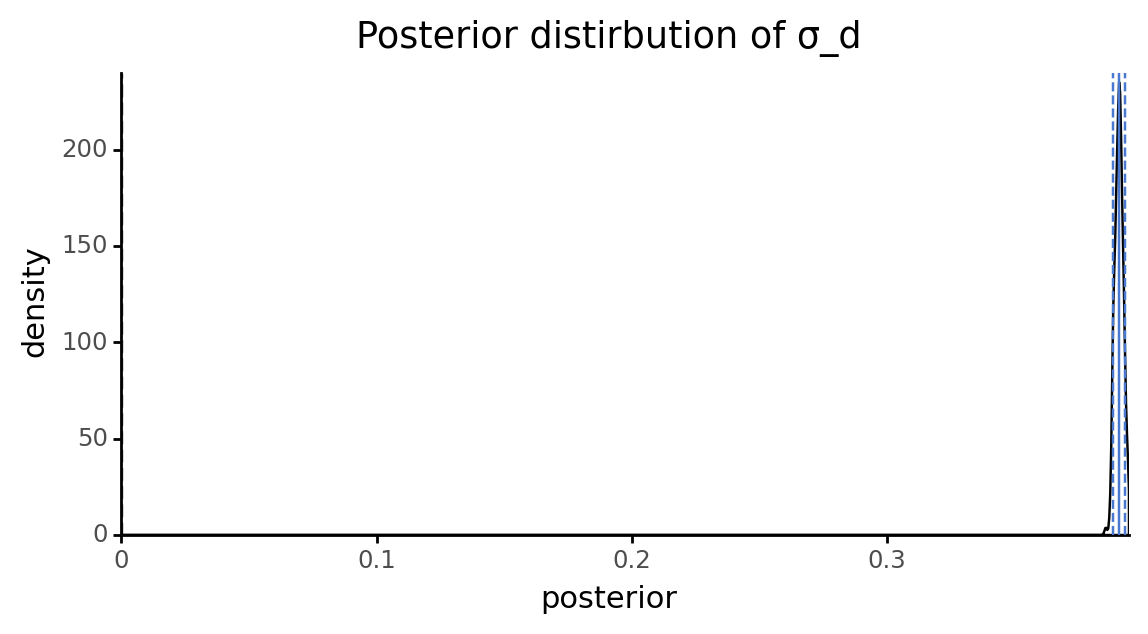 Posterior distirbution of σ_d
density
200
150
100
50
0
0 0.1 0.2 0.3
posterior